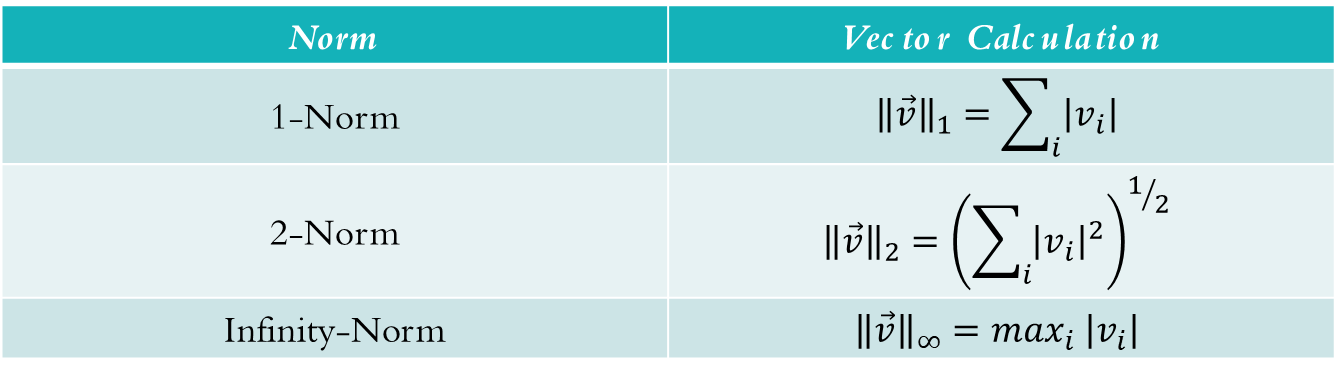 Norm Vector Calculation
1-Norm ‖v⃗‖₁ = ∑ᵢ|vᵢ|
2-Norm ‖v⃗‖₂ = (∑ᵢ|vᵢ|²)^1/2
Infinity-Norm ‖v⃗‖∞ = maxᵢ |vᵢ|